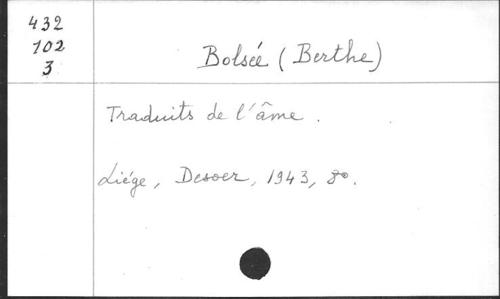 432
102
3
Bolsée (Berthe)
Traduits de l'âme.
Liége, Desoer, 1943, 8°.